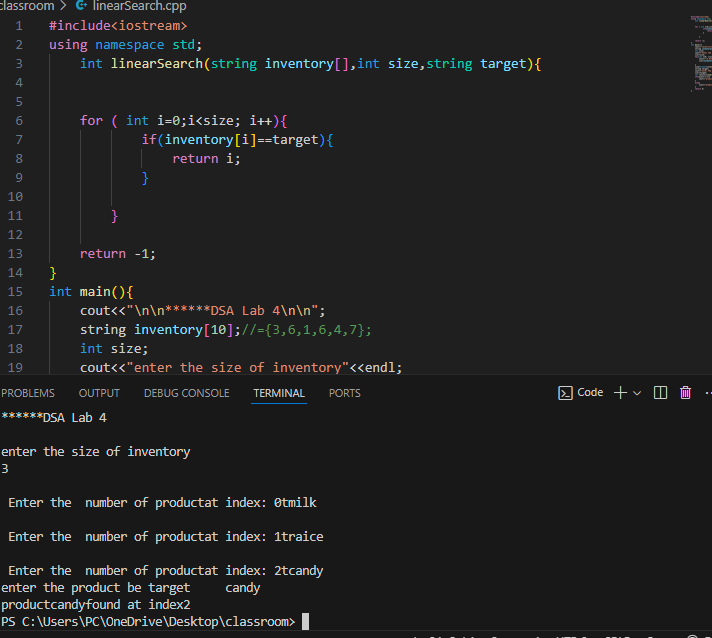 classroom > linearSearch.cpp
1 #include<iostream>
2 using namespace std;
3 int linearSearch(string inventory[],int size,string target){
4
5
6 for ( int i=0;i<size; i++){
7 if(inventory[i]==target){
8 return i;
9 }
10
11 }
12
13 return -1;
14 }
15 int main(){
16 cout<<"\n\n******DSA Lab 4\n\n";
17 string inventory[10];//={3,6,1,6,4,7};
18 int size;
19 cout<<"enter the size of inventory"<<endl;
PROBLEMS OUTPUT DEBUG CONSOLE TERMINAL PORTS Code
******DSA Lab 4
enter the size of inventory
3
Enter the  number of productat index: 0tmilk
Enter the  number of productat index: 1traice
Enter the  number of productat index: 2tcandy
enter the product be target     candy
productcandyfound at index2
PS C:\Users\PC\OneDrive\Desktop\classroom>